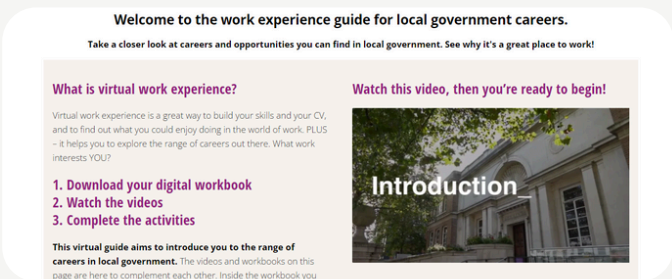 Welcome to the work experience guide for local government careers.
Take a closer look at careers and opportunities you can find in local government. See why it's a great place to work!
What is virtual work experience?
Virtual work experience is a great way to build your skills and your CV,
and to find out what you could enjoy doing in the world of work. PLUS
– it helps you to explore the range of careers out there. What work
interests YOU?
1. Download your digital workbook
2. Watch the videos
3. Complete the activities
This virtual guide aims to introduce you to the range of
careers in local government. The videos and workbooks on this
page are here to complement each other. Inside the workbook you
Watch this video, then you’re ready to begin!
Introduction_